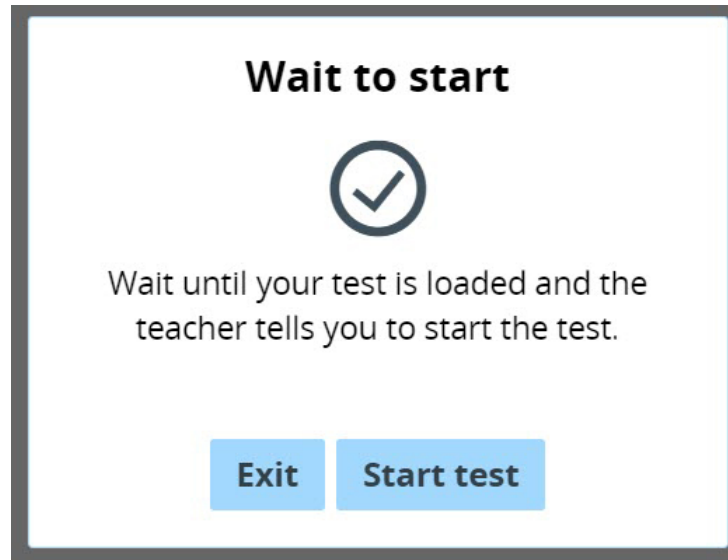 Wait to start
Wait until your test is loaded and the
teacher tells you to start the test.
Exit
Start test